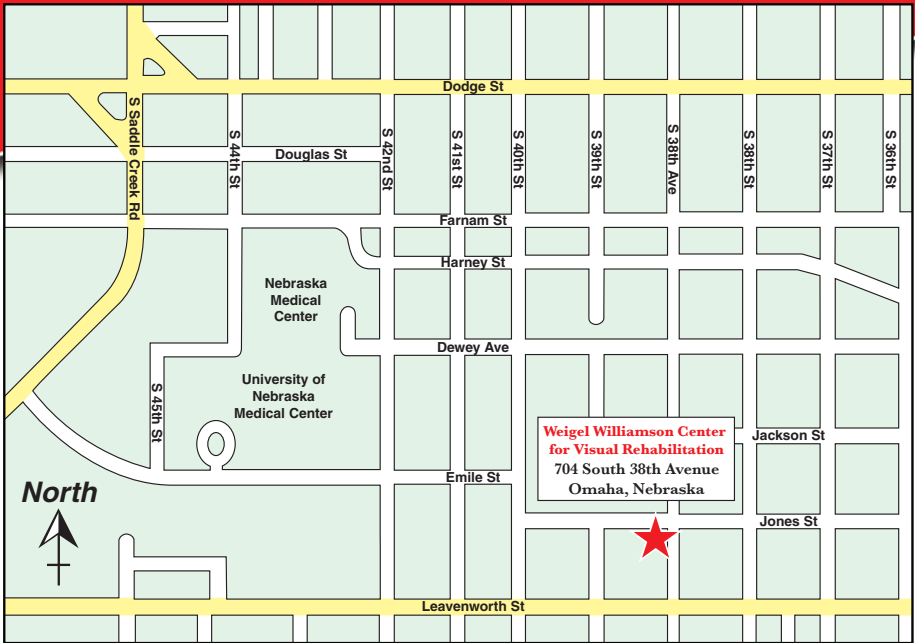 Dodge St
S Saddle Creek Rd
S 44th St
Douglas St
S 42nd St
S 41st St
S 40th St
S 39th St
S 38th Ave
S 38th St
S 37th St
S 36th St
Farnam St
Harney St
Nebraska
Medical
Center
Dewey Ave
University of
Nebraska
Medical Center
S 45th St
Weigel Williamson Center
for Visual Rehabilitation
704 South 38th Avenue
Omaha, Nebraska
Jackson St
Emile St
North
Jones St
Leavenworth St